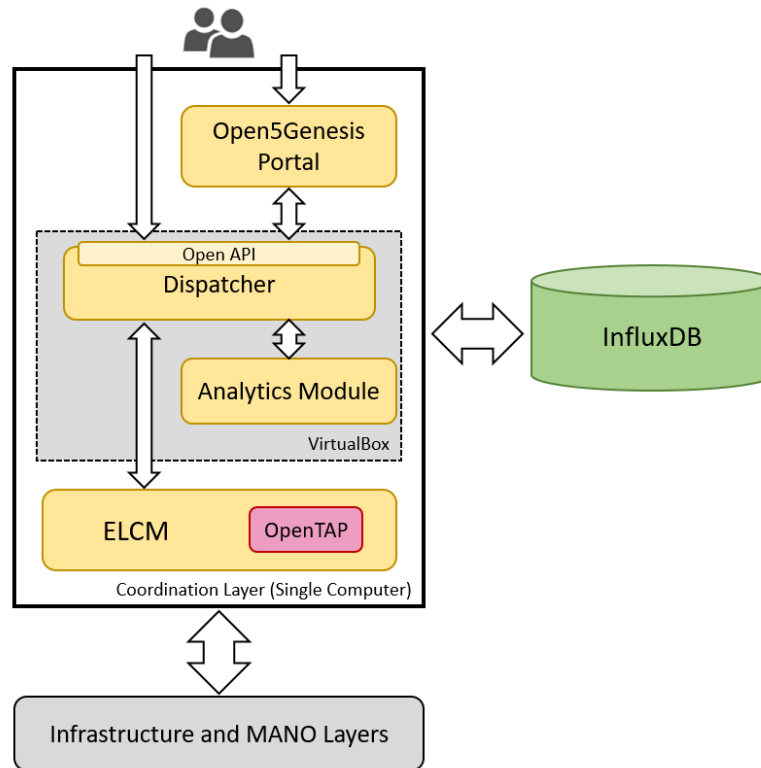 Open5Genesis
Portal
Open API
Dispatcher
InfluxDB
Analytics Module
VirtualBox
ELCM
OpenTAP
Coordination Layer (Single Computer)
Infrastructure and MANO Layers